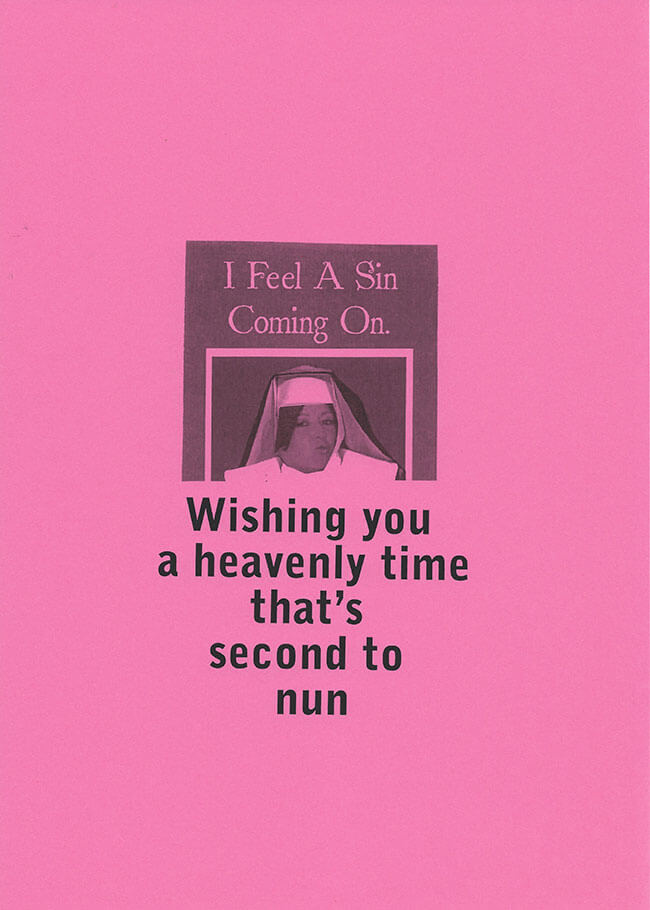 I Feel A Sin
Coming On.
Wishing you
a heavenly time
that’s
second to
nun